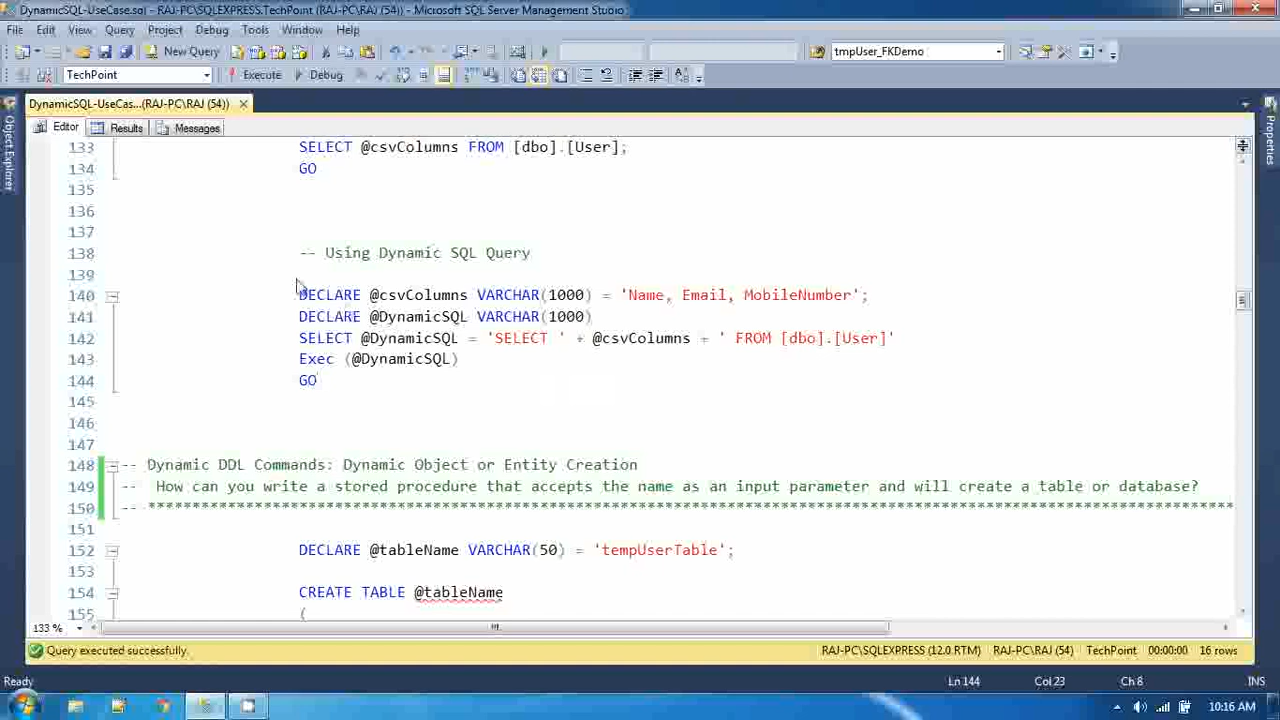 DynamicSQL-UseCase.sql - RAJ-PC\SQLEXPRESS.TechPoint (RAJ-PC\RAJ (54)) - Microsoft SQL Server Management Studio
File Edit View Query Project Debug Tools Window Help
New Query tmpUser_FKDemo
TechPoint Execute Debug
DynamicSQL-UseCas...(RAJ-PC\RAJ (54))
Editor Results Messages
Object Explorer
Properties
133 SELECT @csvColumns FROM [dbo].[User];
134 GO
135
136
137
138 -- Using Dynamic SQL Query
139
140 DECLARE @csvColumns VARCHAR(1000) = 'Name, Email, MobileNumber';
141 DECLARE @DynamicSQL VARCHAR(1000)
142 SELECT @DynamicSQL = 'SELECT ' + @csvColumns + ' FROM [dbo].[User]'
143 Exec (@DynamicSQL)
144 GO
145
146
147
148 -- Dynamic DDL Commands: Dynamic Object or Entity Creation
149 -- How can you write a stored procedure that accepts the name as an input parameter and will create a table or database?
150 -- ***************************************************************************************************************************
151
152 DECLARE @tableName VARCHAR(50) = 'tempUserTable';
153
154 CREATE TABLE @tableName
155 (
133 %
Query executed successfully. RAJ-PC\SQLEXPRESS (12.0 RTM) RAJ-PC\RAJ (54) TechPoint 00:00:00 16 rows
Ready Ln 144 Col 23 Ch 8 INS
10:16 AM